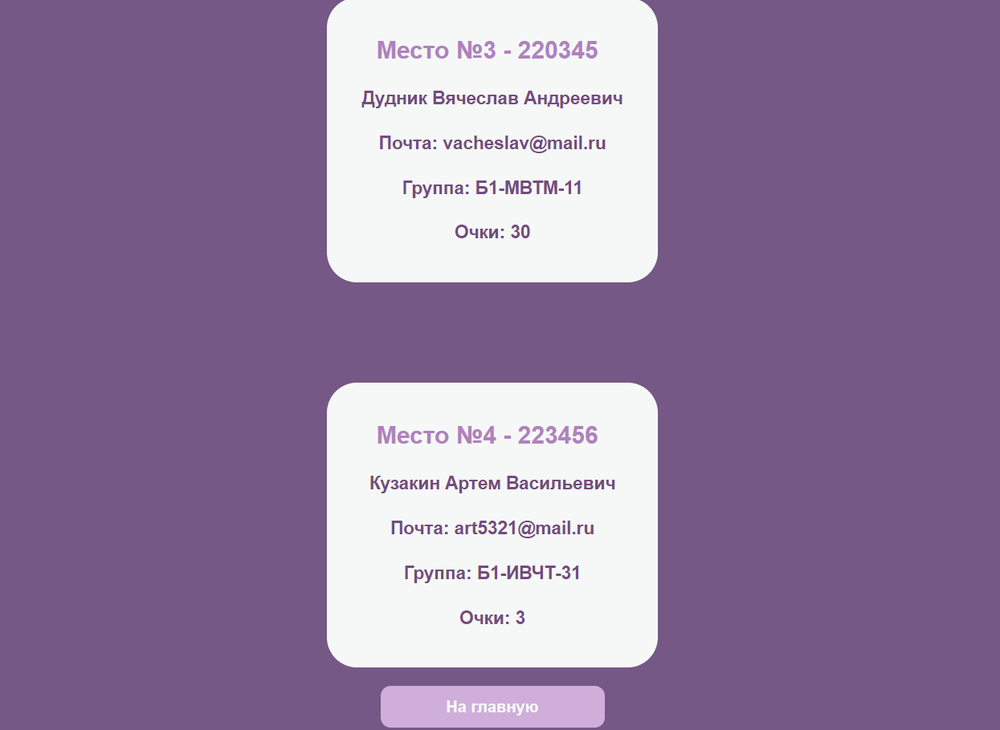 Место №3 - 220345
Дудник Вячеслав Андреевич
Почта: vacheslav@mail.ru
Группа: Б1-МВТМ-11
Очки: 30
Место №4 - 223456
Кузакин Артем Васильевич
Почта: art5321@mail.ru
Группа: Б1-ИВЧТ-31
Очки: 3
На главную